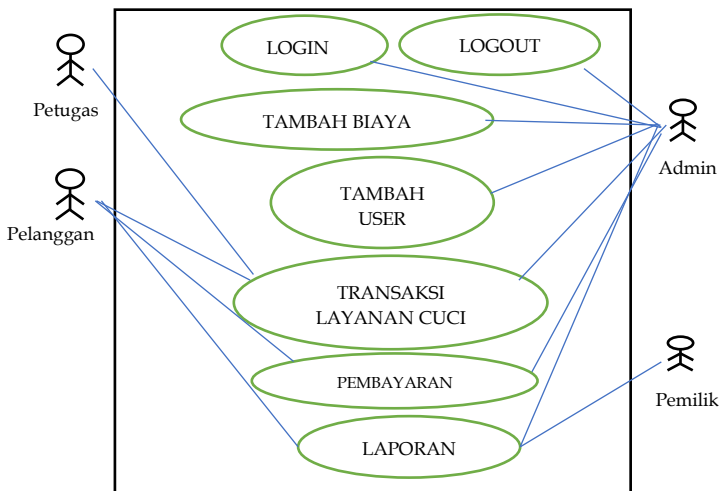 LOGIN
LOGOUT
Petugas
TAMBAH BIAYA
Admin
TAMBAH
USER
Pelanggan
TRANSAKSI
LAYANAN CUCI
PEMBAYARAN
Pemilik
LAPORAN